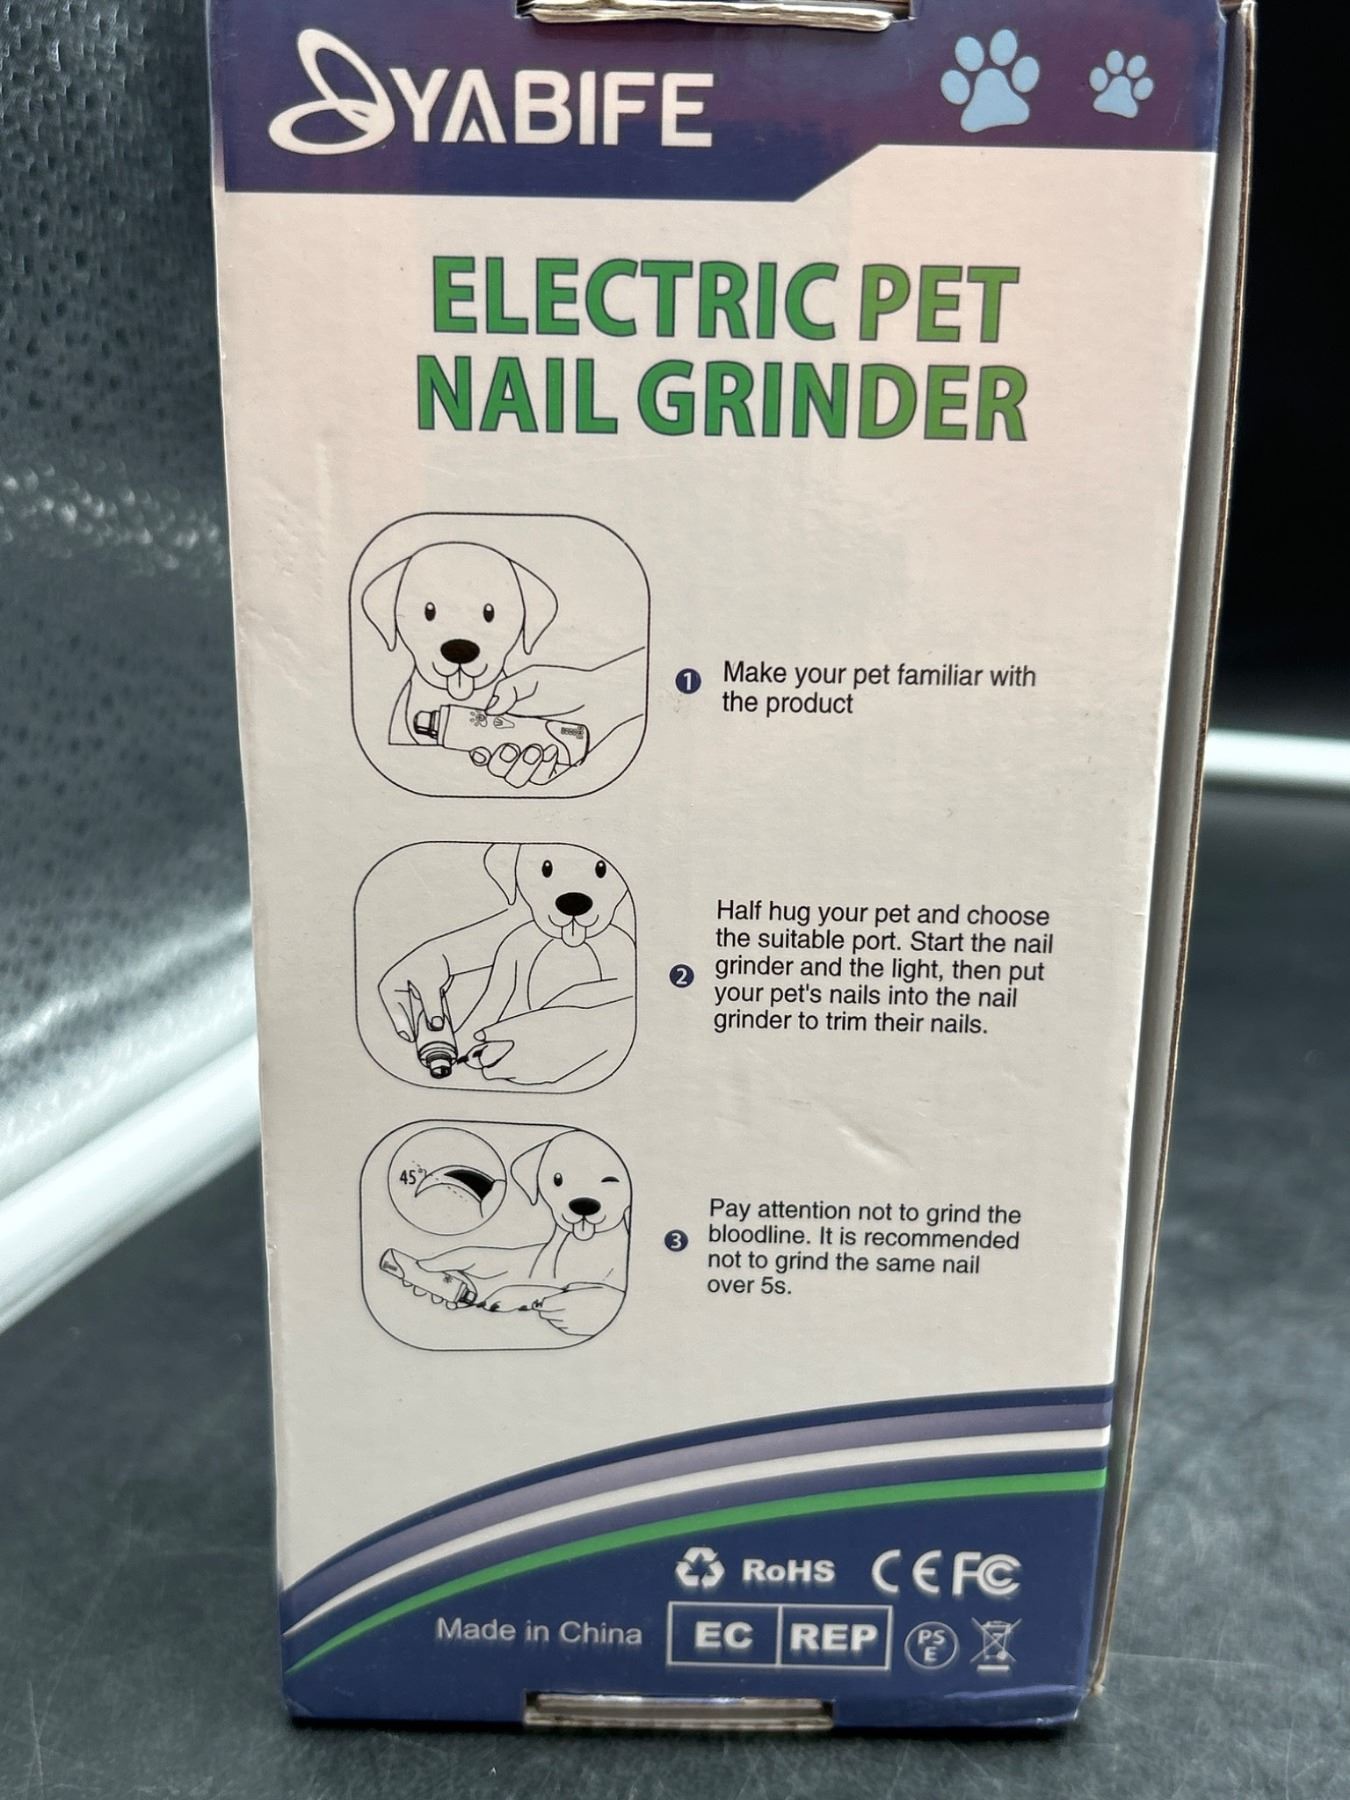 YABIFE
ELECTRIC PET
NAIL GRINDER
1 Make your pet familiar with
the product
2 Half hug your pet and choose
the suitable port. Start the nail
grinder and the light, then put
your pet's nails into the nail
grinder to trim their nails.
45°
3 Pay attention not to grind the
bloodline. It is recommended
not to grind the same nail
over 5s.
RoHS CE FC
Made in China EC REP PSE